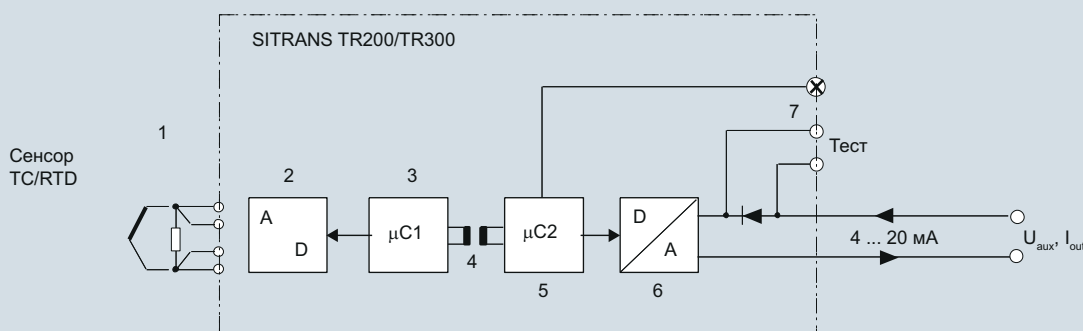 SITRANS TR200/TR300
7
Тест
1
Сенсор
TC/RTD
2
3
A
D
µC1
4
µC2
5
D
A
6
4 ... 20 мА
U_aux, I_out